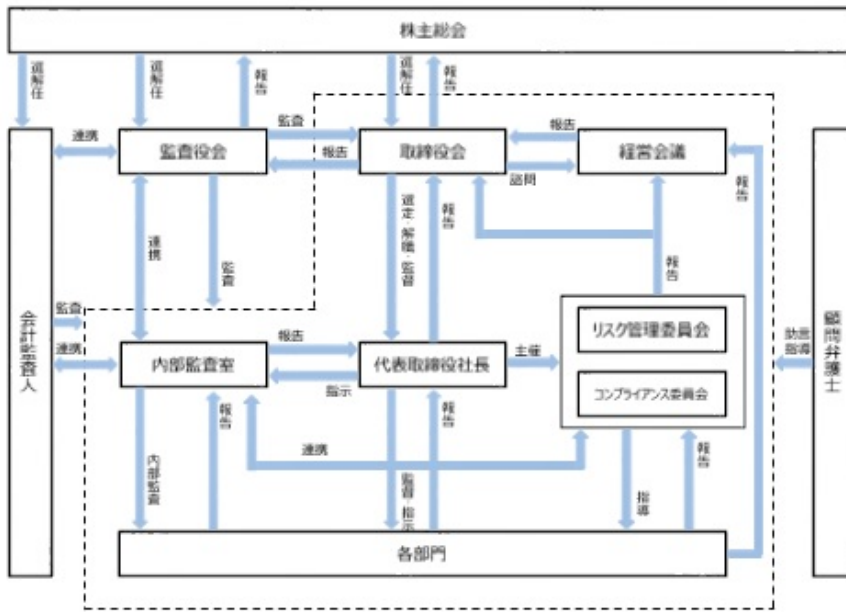 株主総会
選解任
選解任
報告
選解任
報告
連携
監査役会
監査
報告
取締役会
報告
諮問
経営会議
報告
連携
監査
選定・解職・監督
報告
報告
会計監査人
監査
連携
内部監査室
報告
指示
代表取締役社長
主催
リスク管理委員会
コンプライアンス委員会
助言
指導
顧問弁護士
内部監査
報告
連携
監督・指示
報告
指導
報告
各部門